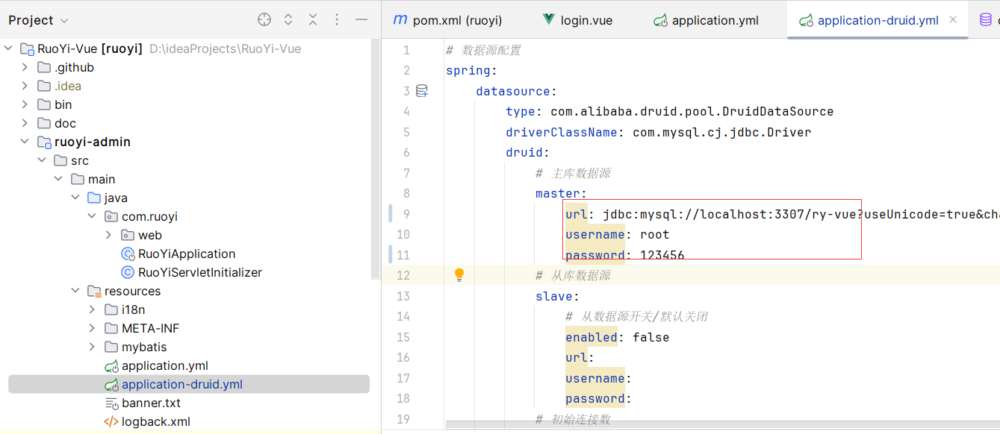 Project
RuoYi-Vue [ruoyi] D:\ideaProjects\RuoYi-Vue
.github
.idea
bin
doc
ruoyi-admin
src
main
java
com.ruoyi
web
RuoYiApplication
RuoYiServletInitializer
resources
i18n
META-INF
mybatis
application.yml
application-druid.yml
banner.txt
logback.xml
pom.xml (ruoyi) login.vue application.yml application-druid.yml
1 # 数据源配置
2 spring:
3 datasource:
4 type: com.alibaba.druid.pool.DruidDataSource
5 driverClassName: com.mysql.cj.jdbc.Driver
6 druid:
7 # 主库数据源
8 master:
9 url: jdbc:mysql://localhost:3307/ry-vue?useUnicode=true&cha
10 username: root
11 password: 123456
12 # 从库数据源
13 slave:
14 # 从数据源开关/默认关闭
15 enabled: false
16 url:
17 username:
18 password:
19 # 初始连接数